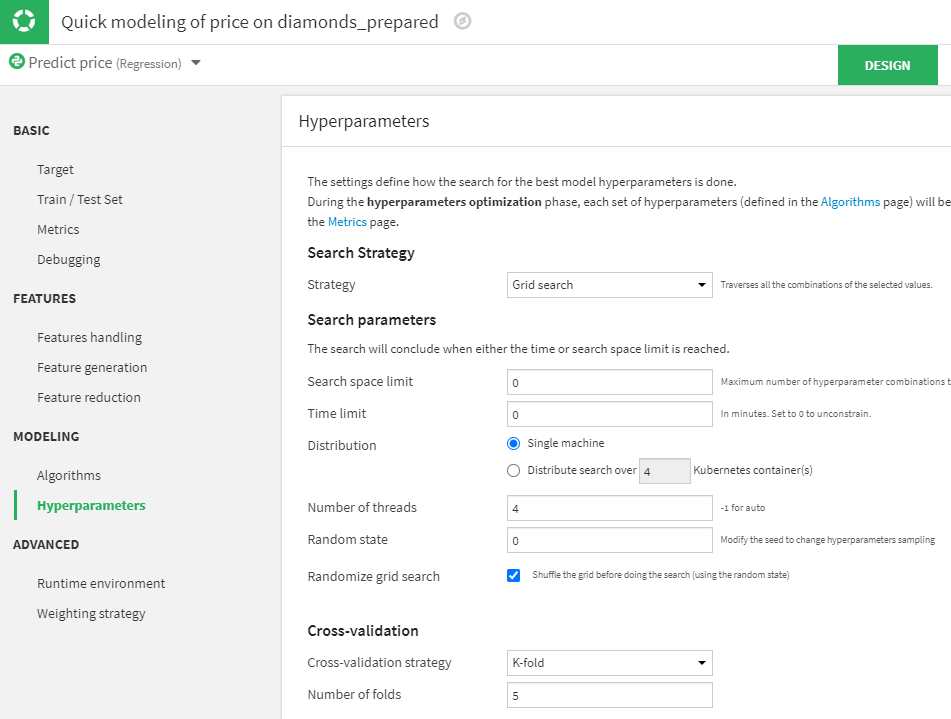 Quick modeling of price on diamonds_prepared
Predict price (Regression)
DESIGN
BASIC
Target
Train / Test Set
Metrics
Debugging
FEATURES
Features handling
Feature generation
Feature reduction
MODELING
Algorithms
Hyperparameters
ADVANCED
Runtime environment
Weighting strategy
Hyperparameters
The settings define how the search for the best model hyperparameters is done.
During the hyperparameters optimization phase, each set of hyperparameters (defined in the Algorithms page) will be
the Metrics page.
Search Strategy
Strategy Grid search Traverses all the combinations of the selected values.
Search parameters
The search will conclude when either the time or search space limit is reached.
Search space limit 0 Maximum number of hyperparameter combinations t
Time limit 0 In minutes. Set to 0 to unconstrain.
Distribution Single machine
Distribute search over 4 Kubernetes container(s)
Number of threads 4 -1 for auto
Random state 0 Modify the seed to change hyperparameters sampling
Randomize grid search Shuffle the grid before doing the search (using the random state)
Cross-validation
Cross-validation strategy K-fold
Number of folds 5